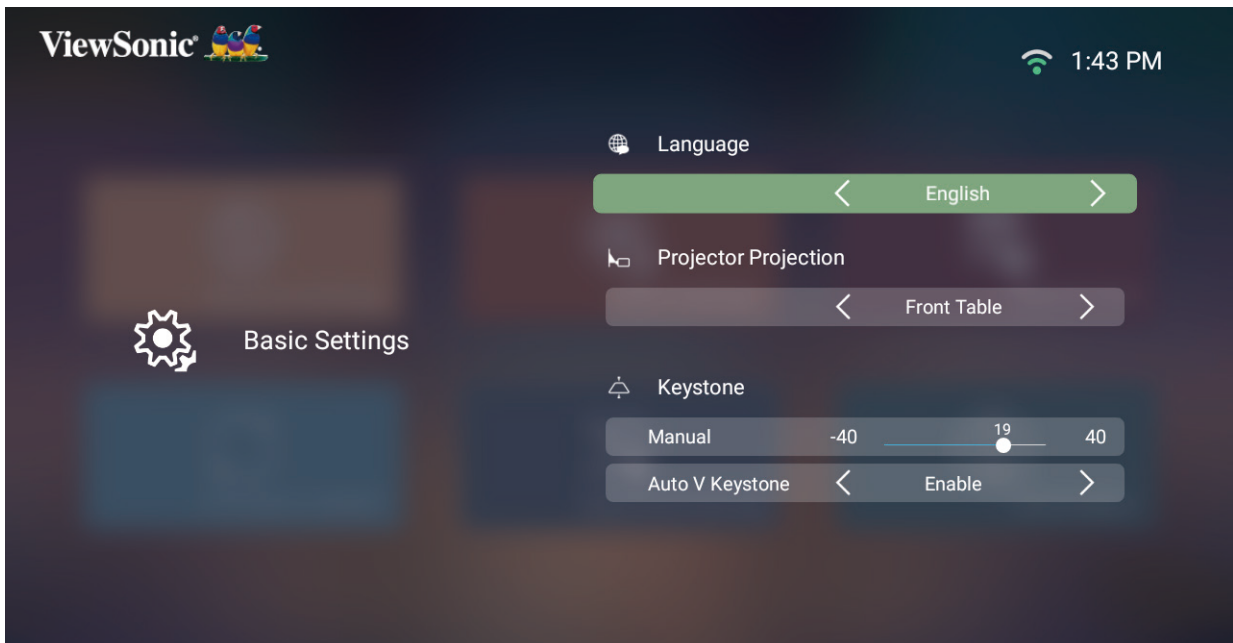 ViewSonic®
1:43 PM
Language
English
Projector Projection
Front Table
Basic Settings
Keystone
Manual -40 19 40
Auto V Keystone Enable